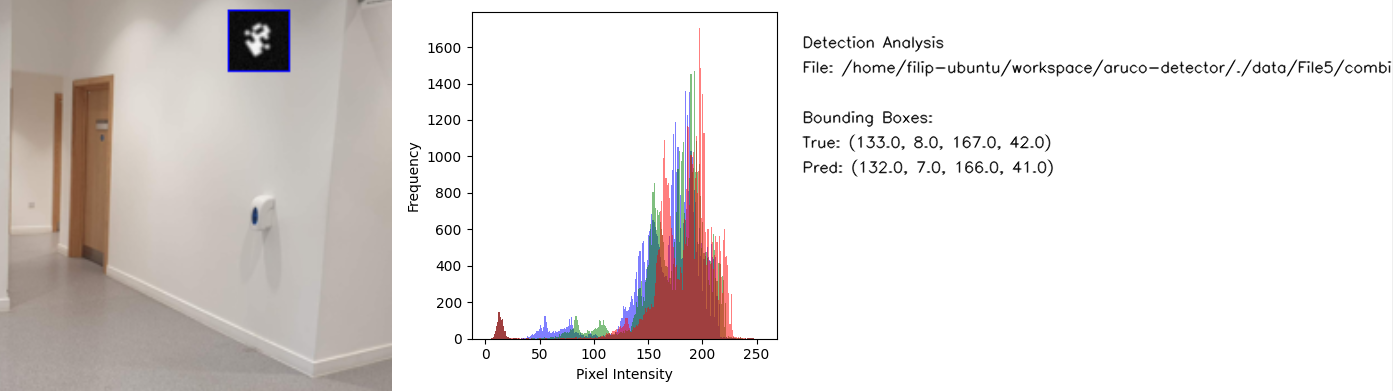 1600
1400
1200
1000
800
600
400
200
0
Frequency
0 50 100 150 200 250
Pixel Intensity
Detection Analysis
File: /home/filip-ubuntu/workspace/aruco-detector/./data/File5/combi
Bounding Boxes:
True: (133.0, 8.0, 167.0, 42.0)
Pred: (132.0, 7.0, 166.0, 41.0)